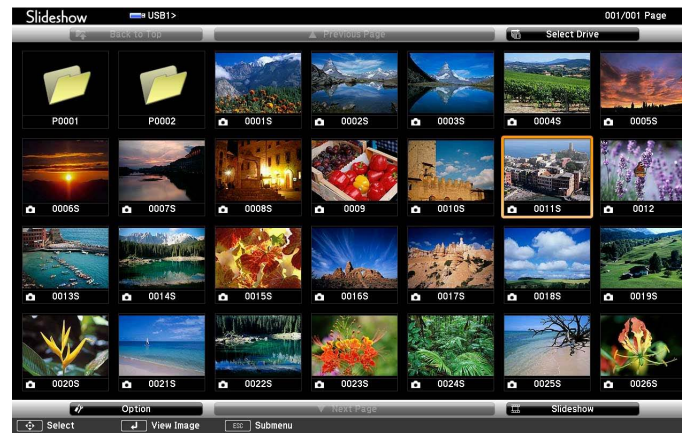 Slideshow USB1> 001/001 Page
Back to Top Previous Page Select Drive
P0001 P0002 0001S 0002S 0003S 0004S 0005S
0006S 0007S 0008S 0009 0010S 0011S 0012
0013S 0014S 0015S 0016S 0017S 0018S 0019S
0020S 0021S 0022S 0023S 0024S 0025S 0026S
Option Next Page Slideshow
Select View Image ESC Submenu